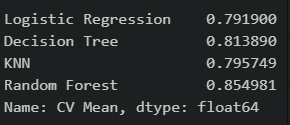 Logistic Regression    0.791900
Decision Tree          0.813890
KNN                    0.795749
Random Forest          0.854981
Name: CV Mean, dtype: float64